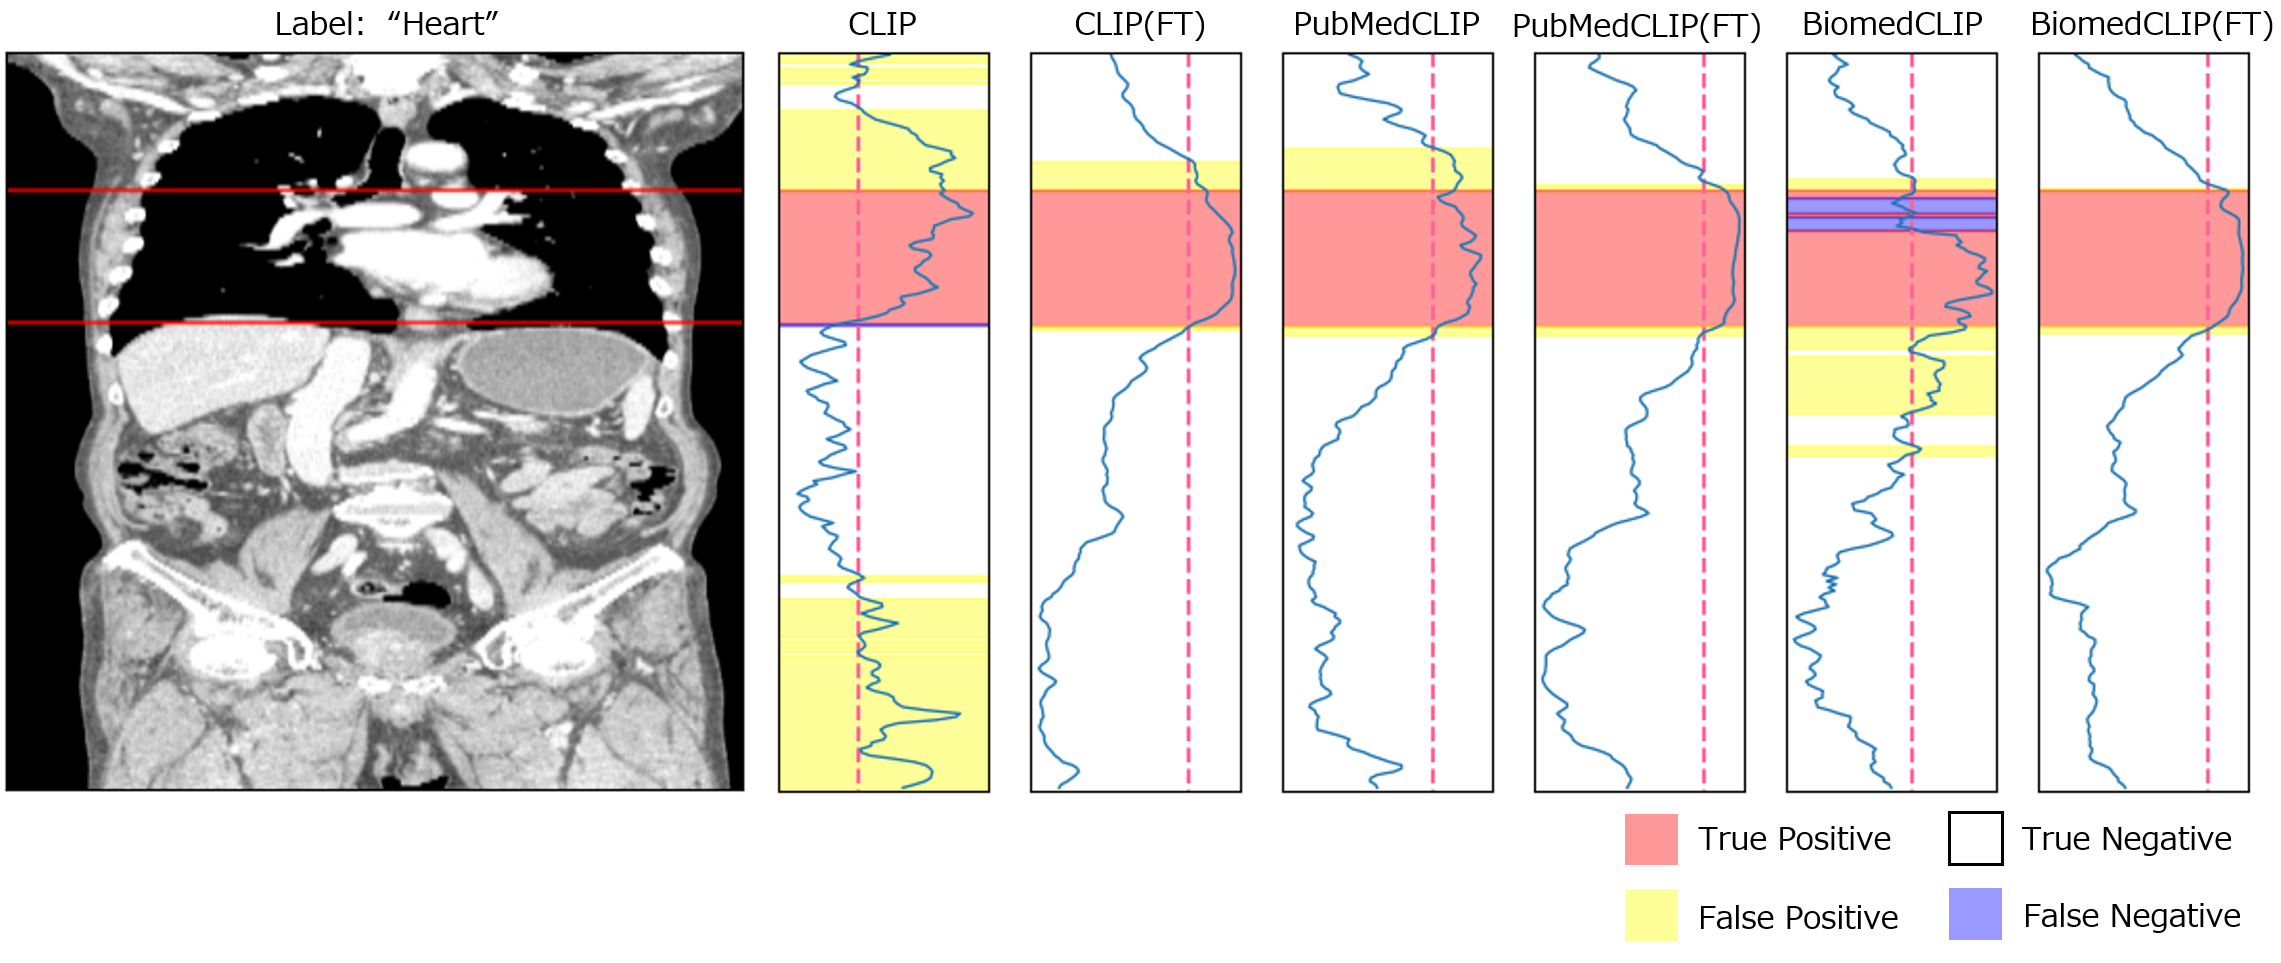 Label: “Heart”
CLIP
CLIP(FT)
PubMedCLIP
PubMedCLIP(FT)
BiomedCLIP
BiomedCLIP(FT)
True Positive
True Negative
False Positive
False Negative